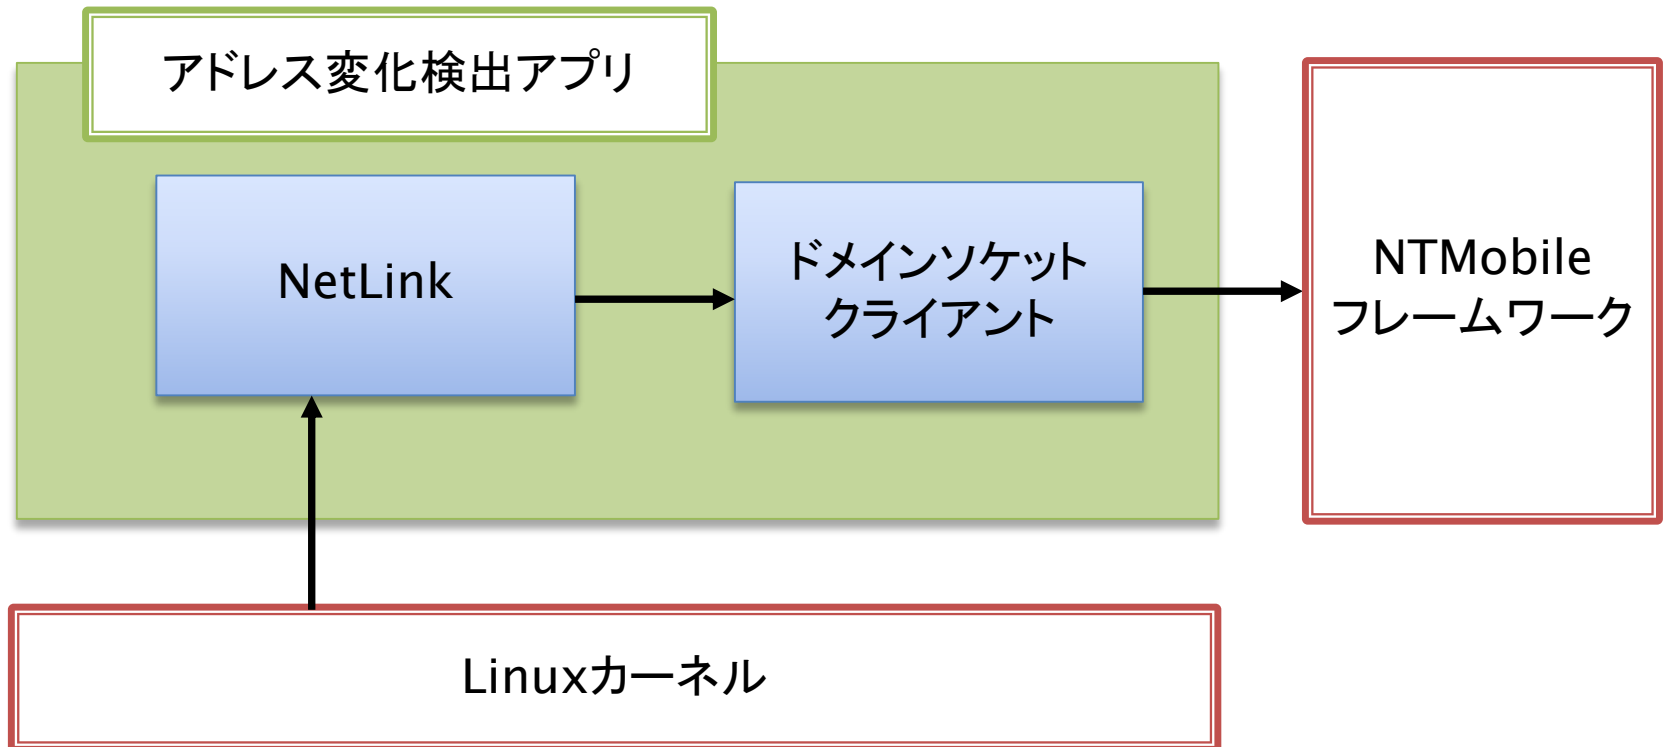 アドレス変化検出アプリ
NetLink
ドメインソケット
クライアント
NTMobile
フレームワーク
Linuxカーネル